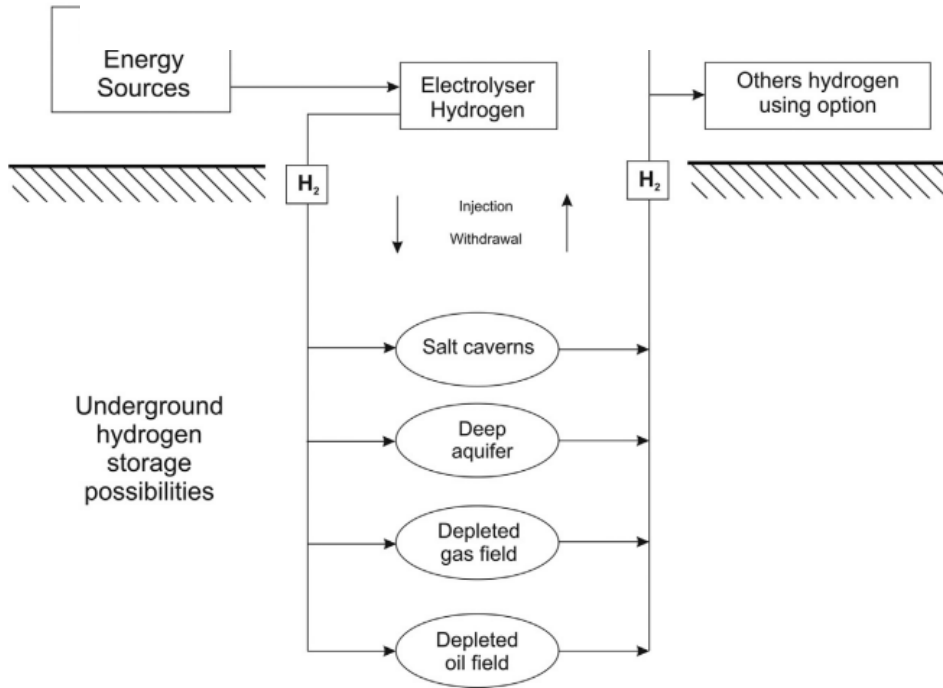 Energy
Sources
Electrolyser
Hydrogen
Others hydrogen
using option
H₂
H₂
Injection
Withdrawal
Salt caverns
Underground
hydrogen
storage
possibilities
Deep
aquifer
Depleted
gas field
Depleted
oil field